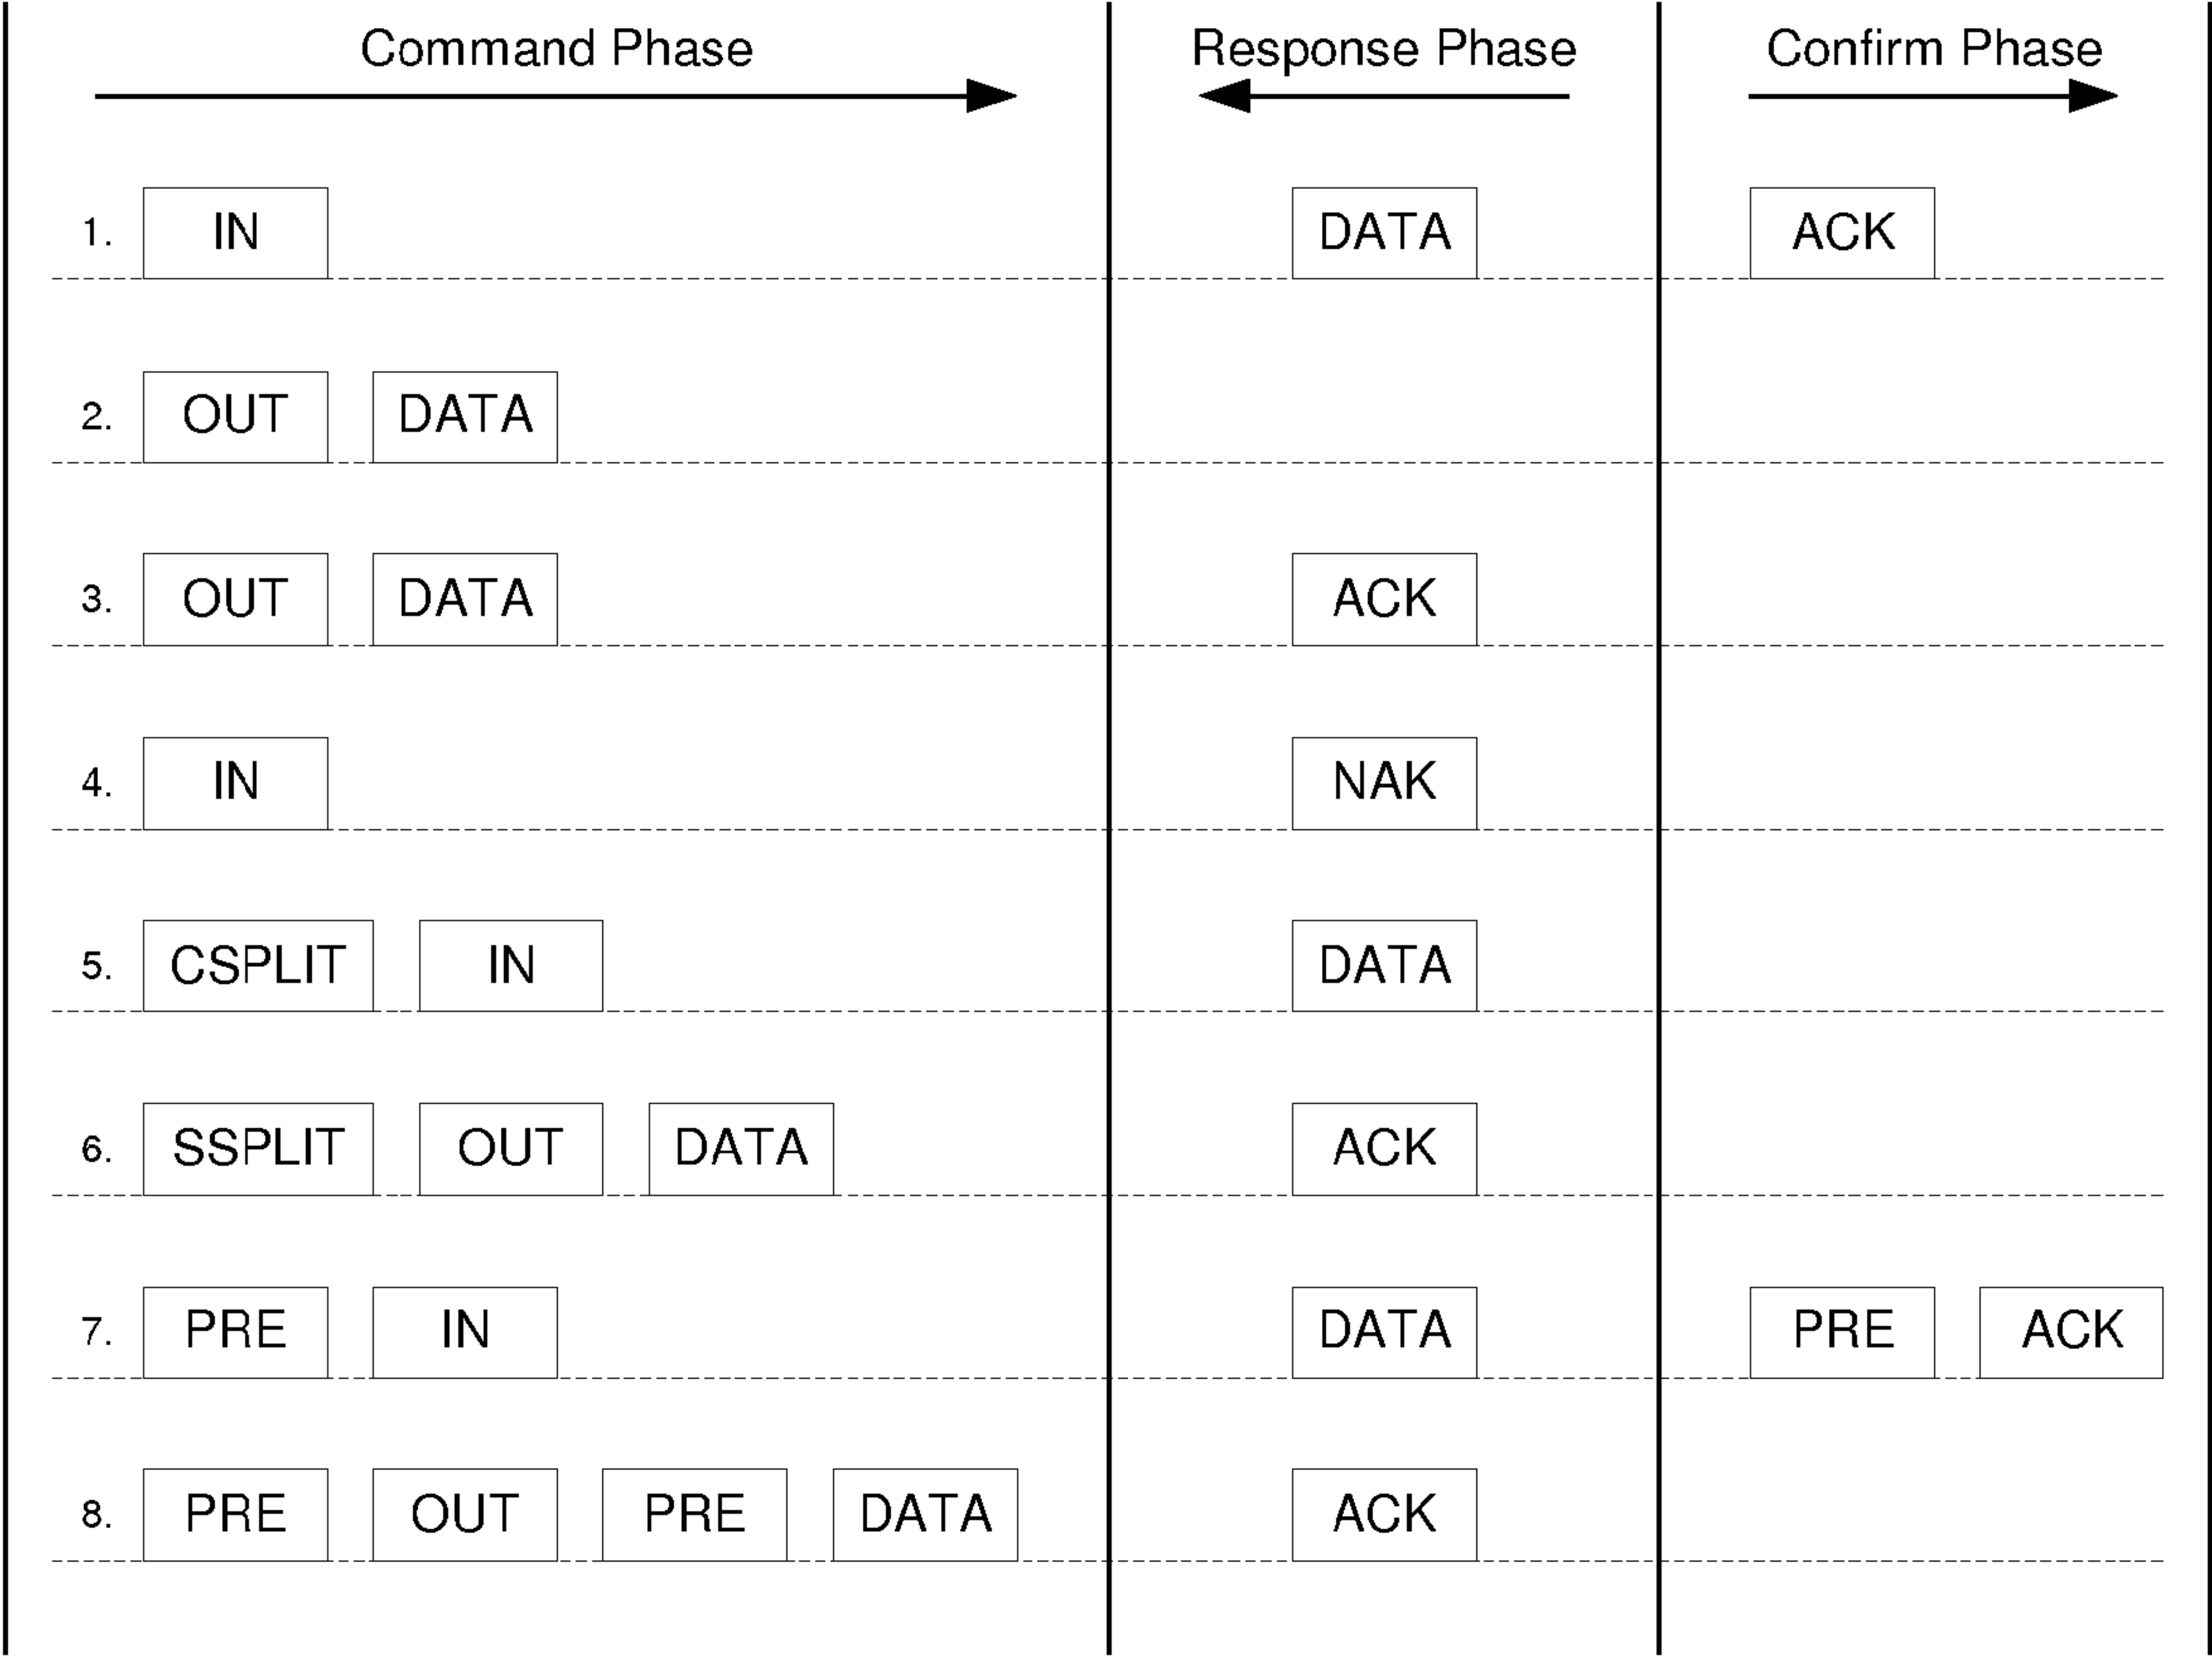 Command Phase Response Phase Confirm Phase
1. IN DATA ACK
2. OUT DATA
3. OUT DATA ACK
4. IN NAK
5. CSPLIT IN DATA
6. SSPLIT OUT DATA ACK
7. PRE IN DATA PRE ACK
8. PRE OUT PRE DATA ACK